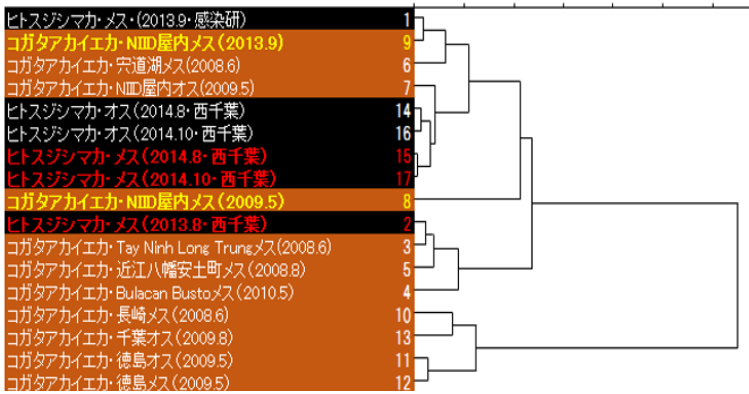 ヒトスジシマカ・メス・(2013.9・感染研) 1
コガタアカイエカ・NIID屋内メス(2013.9) 9
コガタアカイエカ・宍道湖メス(2008.6) 6
コガタアカイエカ・NIID屋内オス(2009.5) 7
ヒトスジシマカ・オス(2014.8・西千葉) 14
ヒトスジシマカ・オス(2014.10・西千葉) 16
ヒトスジシマカ・メス(2014.8・西千葉) 15
ヒトスジシマカ・メス(2014.10・西千葉) 17
コガタアカイエカ・NIID屋内メス(2009.5) 8
ヒトスジシマカ・メス(2013.8・西千葉) 2
コガタアカイエカ・Tay Ninh Long Trungメス(2008.6) 3
コガタアカイエカ・近江八幡安土町メス(2008.8) 5
コガタアカイエカ・Bulacan Bustoメス(2010.5) 4
コガタアカイエカ・長崎メス(2008.6) 10
コガタアカイエカ・千葉オス(2009.8) 13
コガタアカイエカ・徳島オス(2009.5) 11
コガタアカイエカ・徳島メス(2009.5) 12